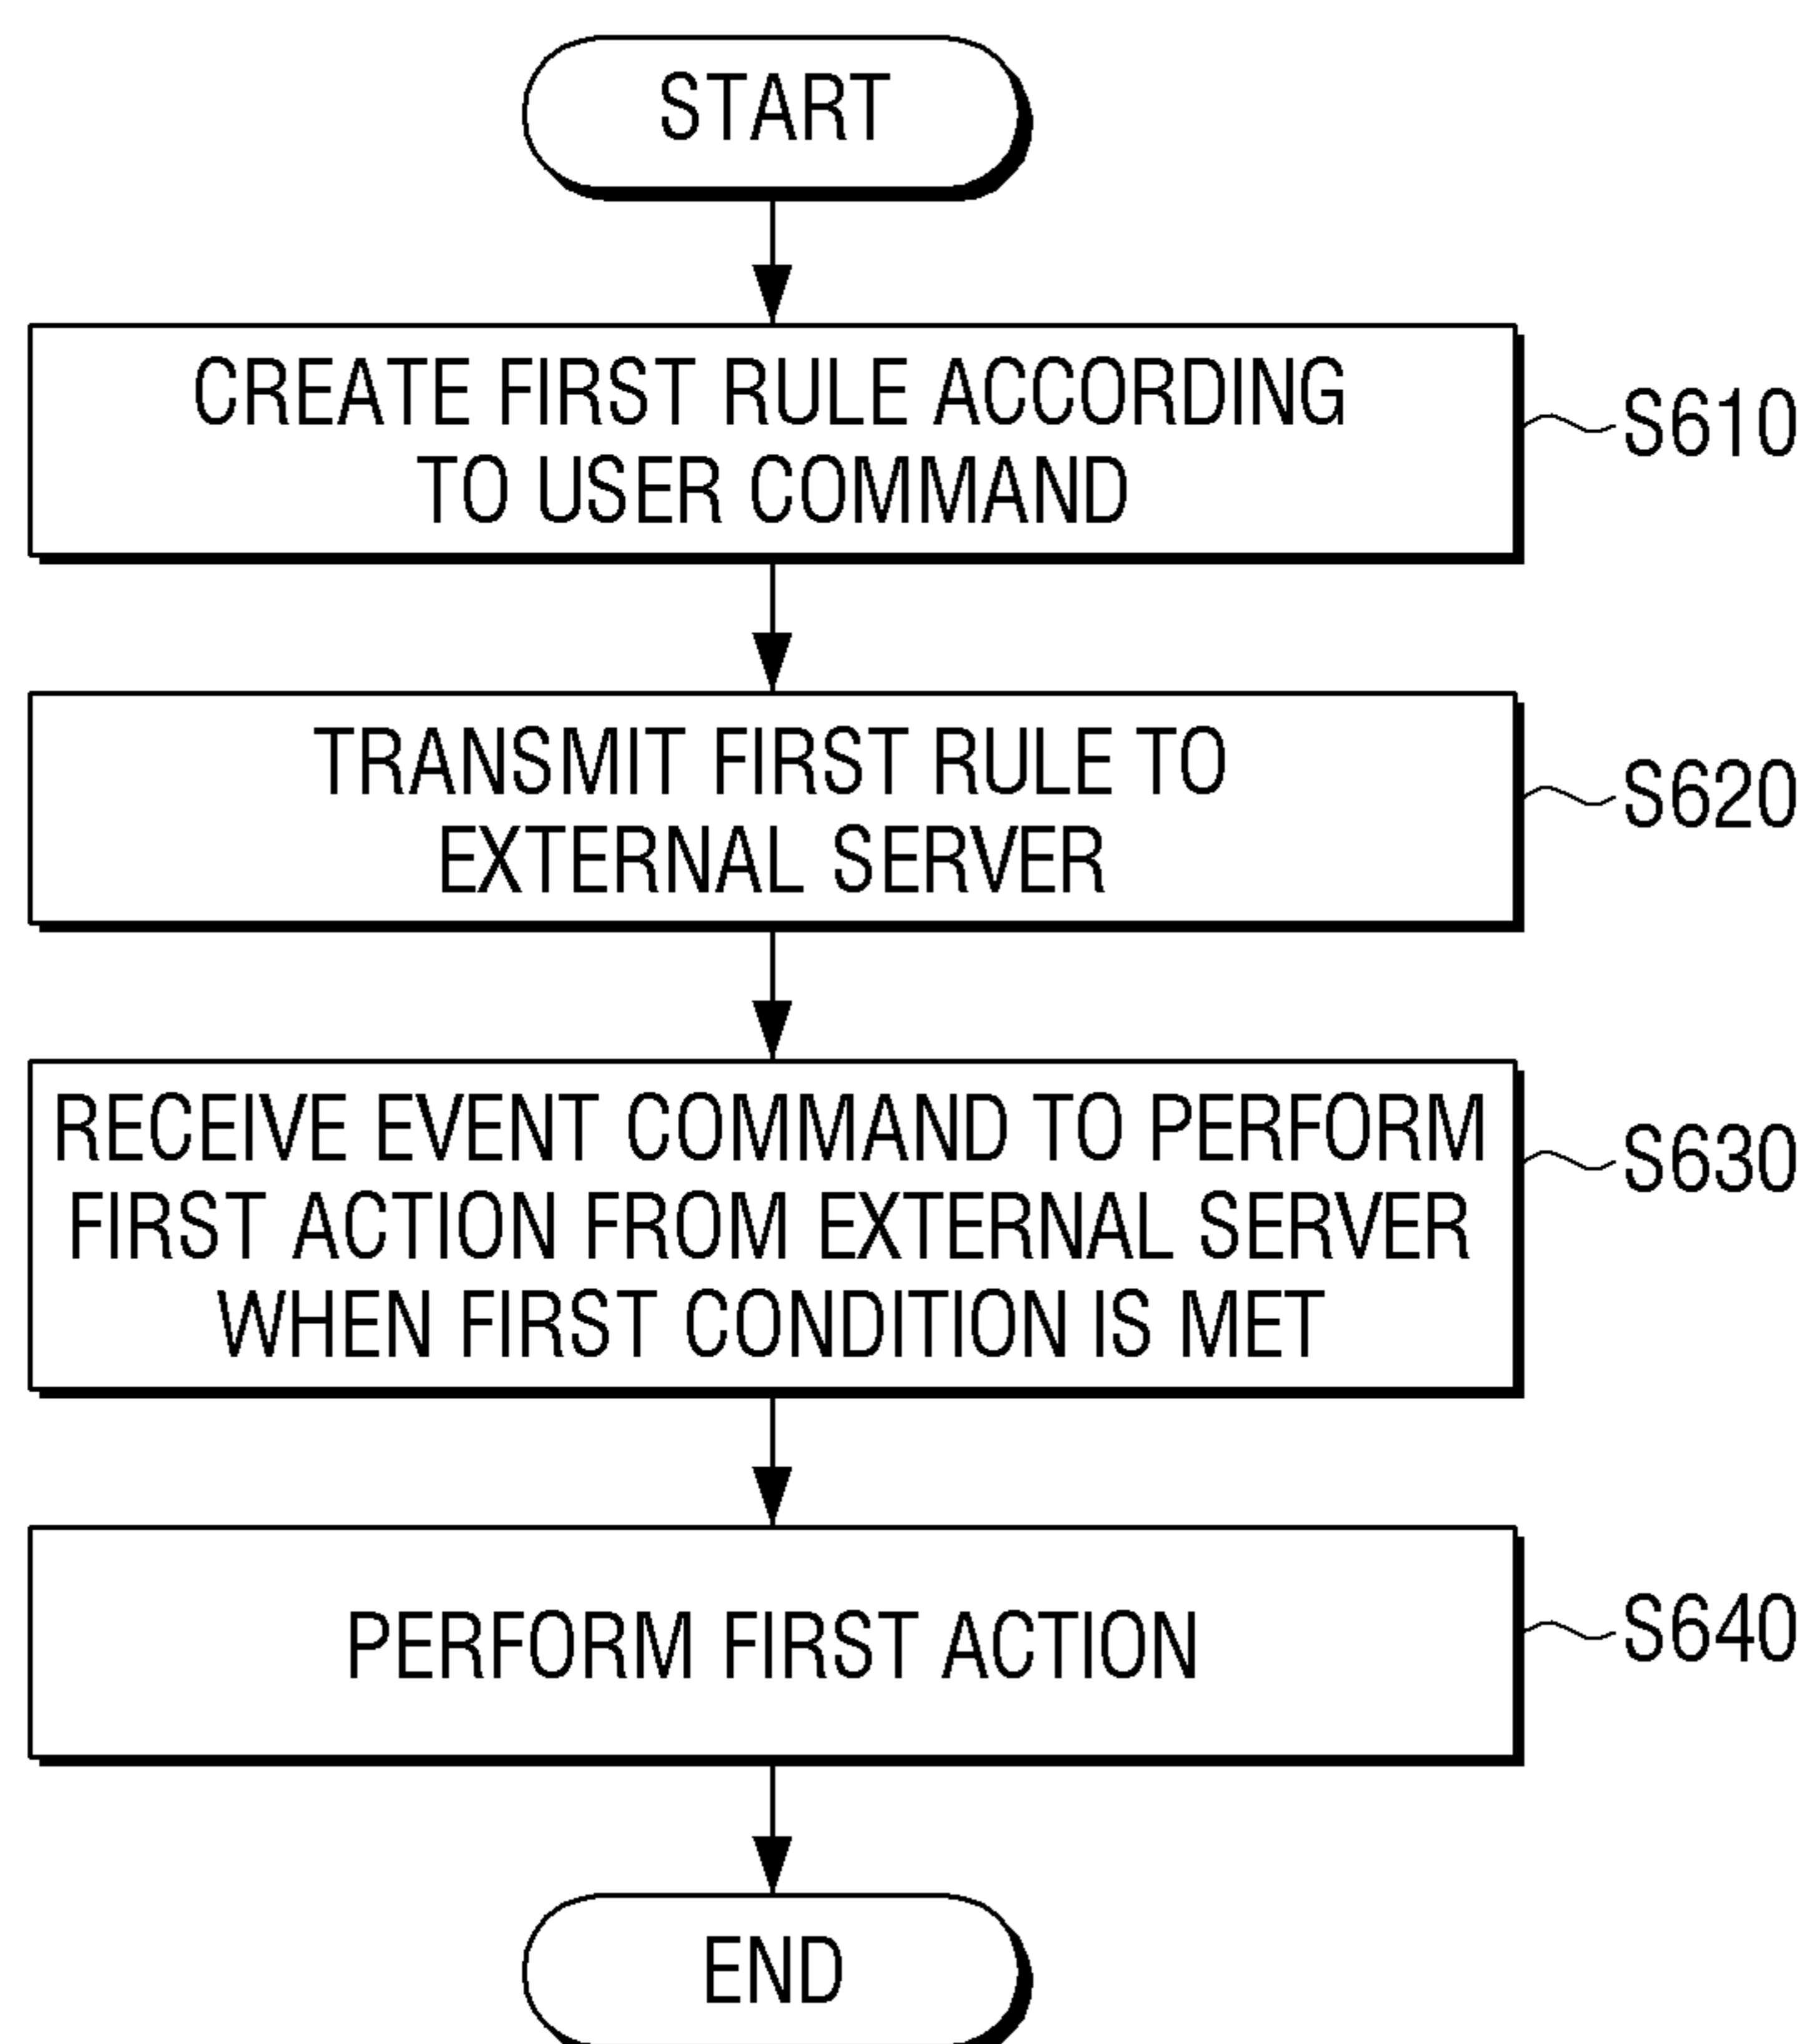 START
CREATE FIRST RULE ACCORDING
TO USER COMMAND
S610
TRANSMIT FIRST RULE TO
EXTERNAL SERVER
S620
RECEIVE EVENT COMMAND TO PERFORM
FIRST ACTION FROM EXTERNAL SERVER
WHEN FIRST CONDITION IS MET
S630
PERFORM FIRST ACTION
S640
END